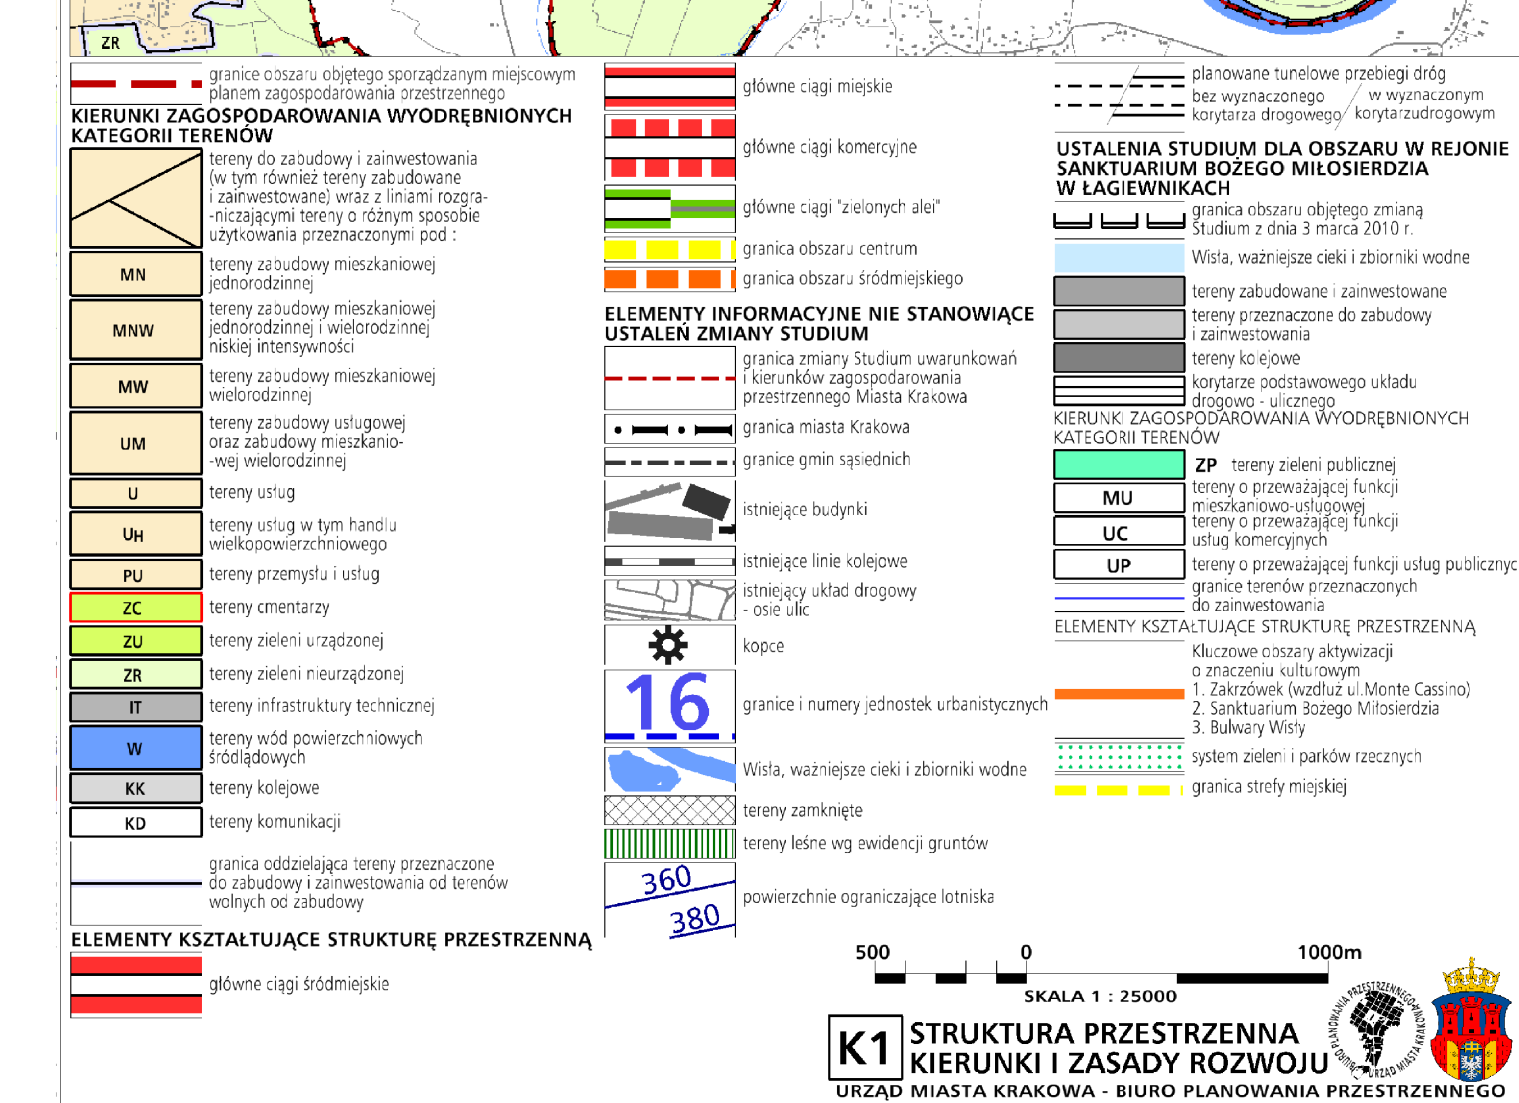 ZR
granice obszaru objętego sporządzanym miejscowym
planem zagospodarowania przestrzennego
KIERUNKI ZAGOSPODAROWANIA WYODRĘBNIONYCH
KATEGORII TERENÓW
tereny do zabudowy i zainwestowania
(w tym również tereny zabudowane
i zainwestowane) wraz z liniami rozgra-
-niczającymi tereny o różnym sposobie
użytkowania przeznaczonymi pod :
MN
tereny zabudowy mieszkaniowej
jednorodzinnej
MNW
tereny zabudowy mieszkaniowej
jednorodzinnej i wielorodzinnej
niskiej intensywności
MW
tereny zabudowy mieszkaniowej
wielorodzinnej
UM
tereny zabudowy usługowej
oraz zabudowy mieszkanio-
-wej wielorodzinnej
U
tereny usług
UH
tereny usług w tym handlu
wielkopowierzchniowego
PU
tereny przemysłu i usług
ZC
tereny cmentarzy
ZU
tereny zieleni urządzonej
ZR
tereny zieleni nieurządzonej
IT
tereny infrastruktury technicznej
W
tereny wód powierzchniowych
śródlądowych
KK
tereny kolejowe
KD
tereny komunikacji
granica oddzielająca tereny przeznaczone
do zabudowy i zainwestowania od terenów
wolnych od zabudowy
ELEMENTY KSZTAŁTUJĄCE STRUKTURĘ PRZESTRZENNĄ
główne ciągi śródmiejskie
główne ciągi miejskie
główne ciągi komercyjne
główne ciągi "zielonych alei"
granica obszaru centrum
granica obszaru śródmiejskiego
ELEMENTY INFORMACYJNE NIE STANOWIĄCE
USTALEŃ ZMIANY STUDIUM
granica zmiany Studium uwarunkowań
i kierunków zagospodarowania
przestrzennego Miasta Krakowa
granica miasta Krakowa
granice gmin sąsiednich
istniejące budynki
istniejące linie kolejowe
istniejący układ drogowy
- osie ulic
kopce
16
granice i numery jednostek urbanistycznych
Wisła, ważniejsze cieki i zbiorniki wodne
tereny zamknięte
tereny leśne wg ewidencji gruntów
360
380
powierzchnie ograniczające lotniska
planowane tunelowe przebiegi dróg
bez wyznaczonego / w wyznaczonym
korytarza drogowego / korytarzudrogowym
USTALENIA STUDIUM DLA OBSZARU W REJONIE
SANKTUARIUM BOŻEGO MIŁOSIERDZIA
W ŁAGIEWNIKACH
granica obszaru objętego zmianą
Studium z dnia 3 marca 2010 r.
Wisła, ważniejsze cieki i zbiorniki wodne
tereny zabudowane i zainwestowane
tereny przeznaczone do zabudowy
i zainwestowania
tereny kolejowe
korytarze podstawowego układu
drogowo - ulicznego
KIERUNKI ZAGOSPODAROWANIA WYODRĘBNIONYCH
KATEGORII TERENÓW
ZP tereny zieleni publicznej
MU
tereny o przeważającej funkcji
mieszkaniowo-usługowej
UC
tereny o przeważającej funkcji
usług komercyjnych
UP
tereny o przeważającej funkcji usług publicznyc
granice terenów przeznaczonych
do zainwestowania
ELEMENTY KSZTAŁTUJĄCE STRUKTURĘ PRZESTRZENNĄ
Kluczowe obszary aktywizacji
o znaczeniu kulturowym
1. Zakrzówek (wzdłuż ul.Monte Cassino)
2. Sanktuarium Bożego Miłosierdzia
3. Bulwary Wisły
system zieleni i parków rzecznych
granica strefy miejskiej
500 0 1000m
SKALA 1 : 25000
K1
STRUKTURA PRZESTRZENNA
KIERUNKI I ZASADY ROZWOJU
BIURO PLANOWANIA PRZESTRZENNEGO
URZĄD MIASTA KRAKOWA
URZĄD MIASTA KRAKOWA - BIURO PLANOWANIA PRZESTRZENNEGO